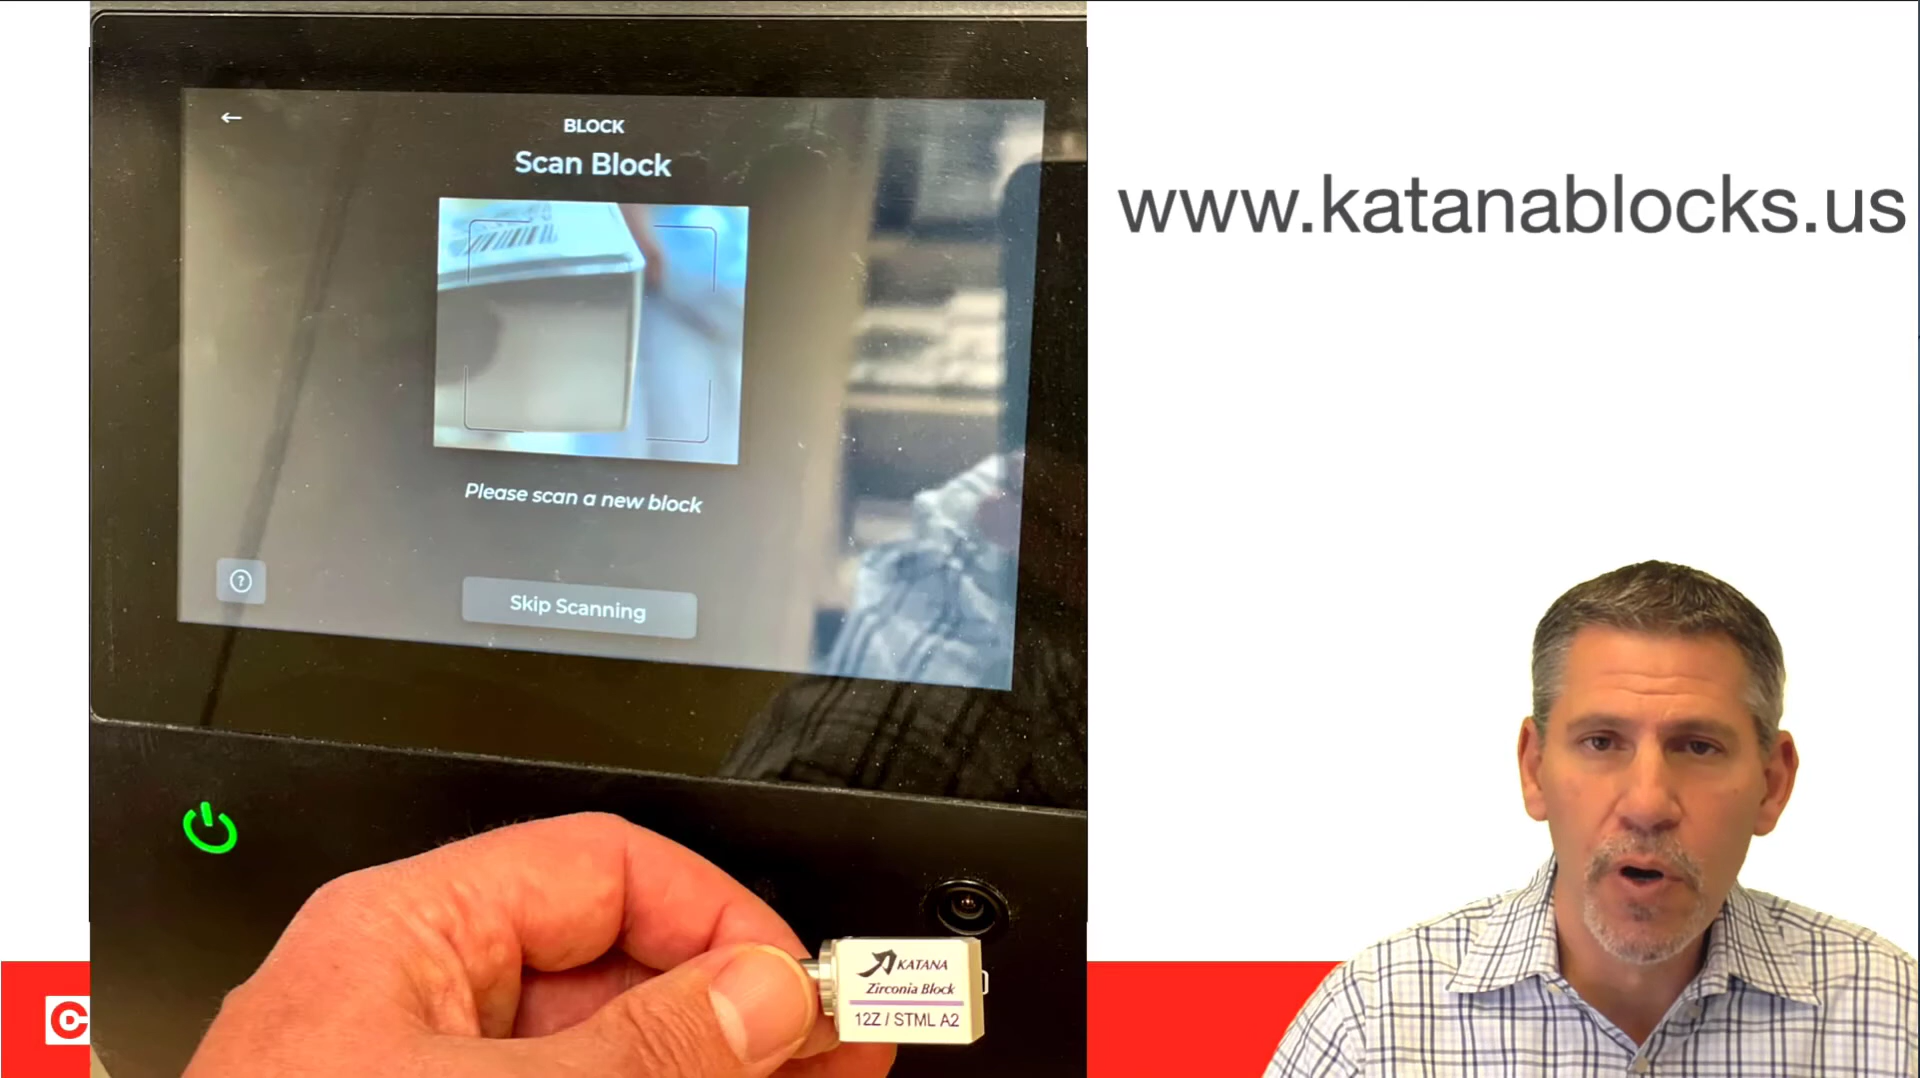 BLOCK
Scan Block
Please scan a new block
?
Skip Scanning
KATANA
Zirconia Block
12Z / STML A2
www.katanablocks.us